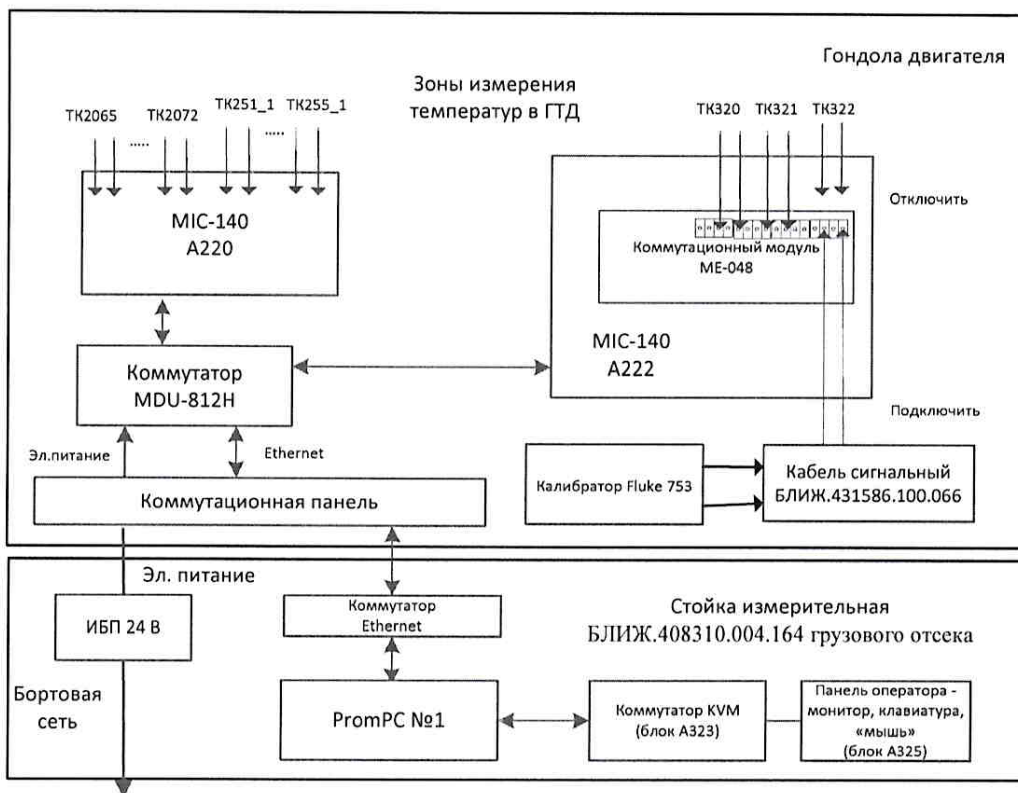 Гондола двигателя
Зоны измерения
температур в ГТД
ТК2065
.....
ТК2072
ТК251_1
.....
ТК255_1
ТК320
ТК321
ТК322
MIC-140
A220
Отключить
Коммутационный модуль
ME-048
MIC-140
A222
Коммутатор
MDU-812H
Подключить
Эл.питание
Ethernet
Калибратор Fluke 753
Кабель сигнальный
БЛИЖ.431586.100.066
Коммутационная панель
Эл. питание
ИБП 24 В
Коммутатор
Ethernet
Стойка измерительная
БЛИЖ.408310.004.164 грузового отсека
Бортовая
сеть
PromPC №1
Коммутатор KVM
(блок А323)
Панель оператора -
монитор, клавиатура,
«мышь»
(блок А325)